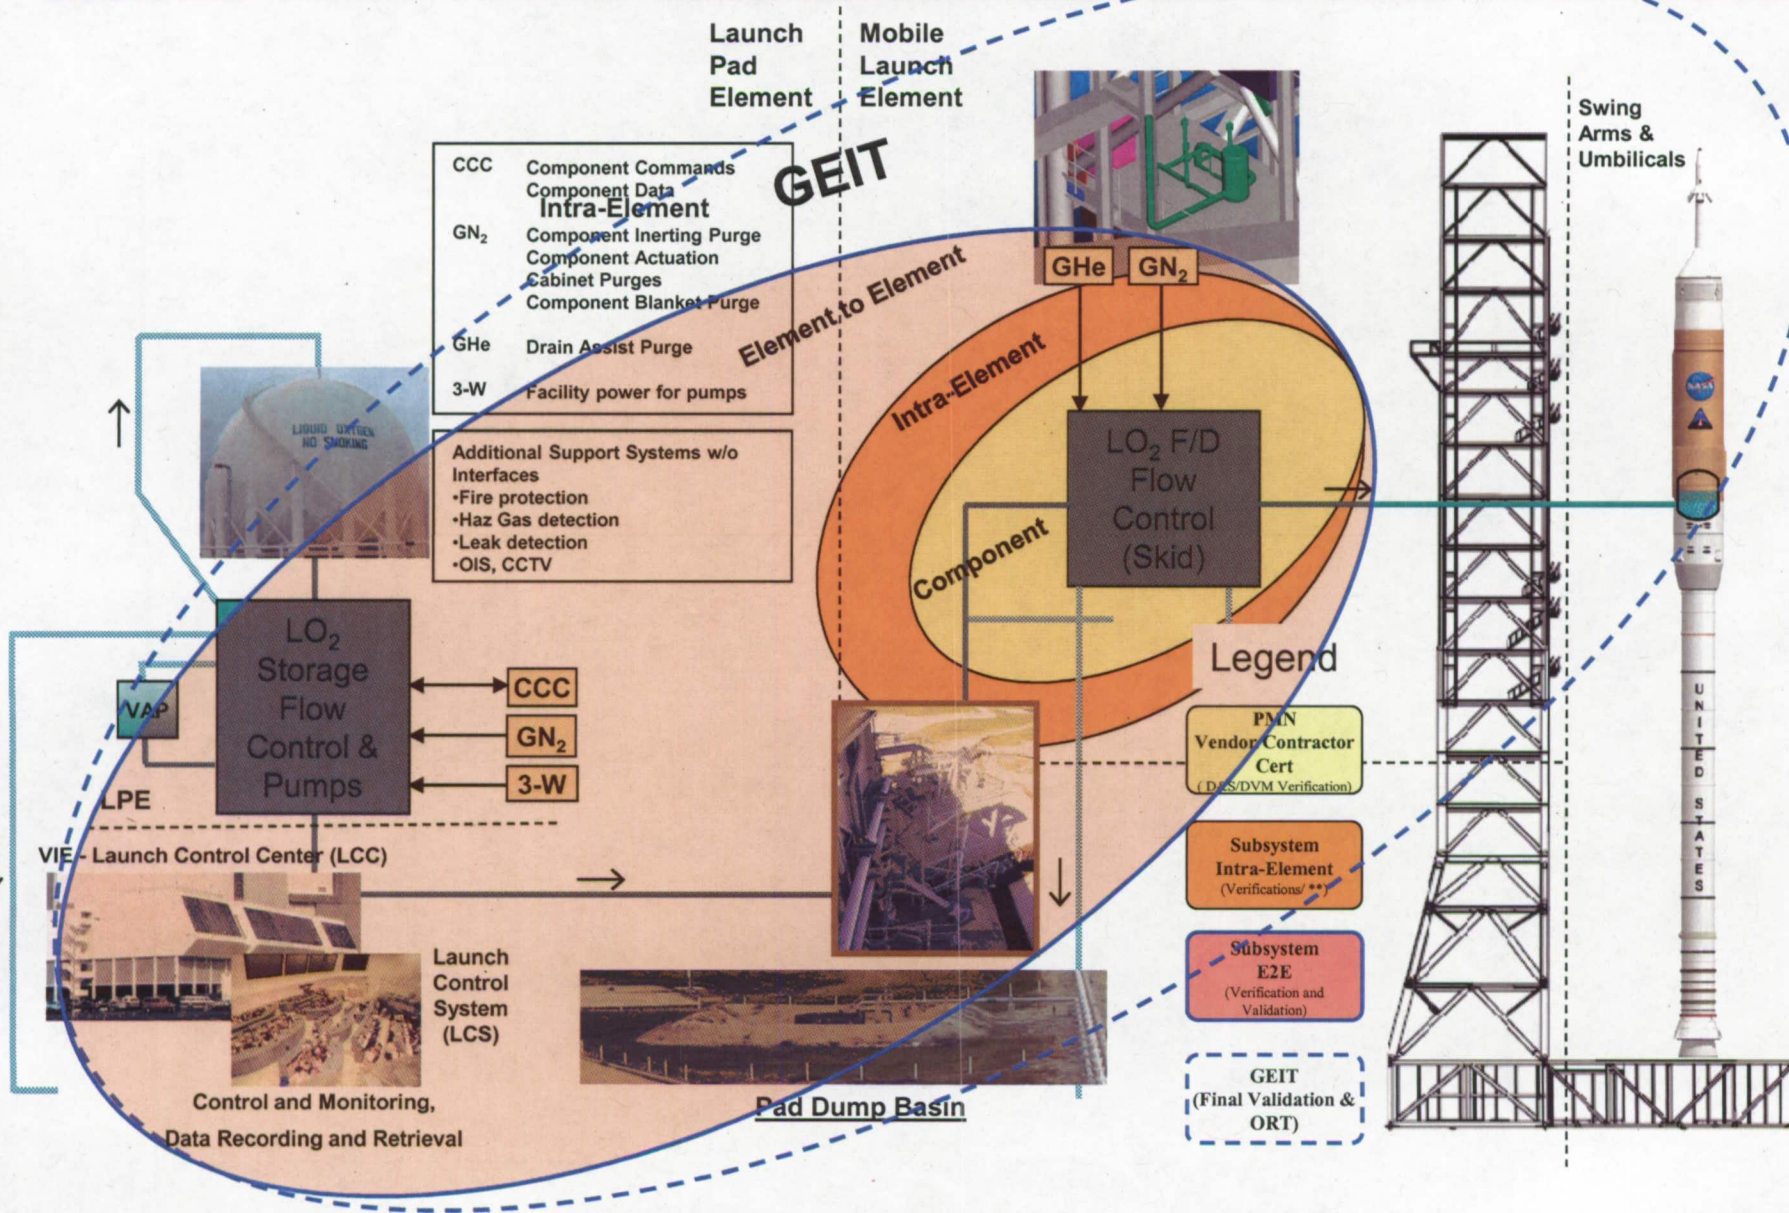 Launch
Pad
Element
Mobile
Launch
Element
Swing
Arms &
Umbilicals
GEIT
CCC Component Commands
Component Data
Intra-Element
GN₂ Component Inerting Purge
Component Actuation
Cabinet Purges
Component Blanket Purge
GHe Drain Assist Purge
3-W Facility power for pumps
Additional Support Systems w/o
Interfaces
•Fire protection
•Haz Gas detection
•Leak detection
•OIS, CCTV
LIQUID OXYGEN
NO SMOKING
Element to Element
Intra-Element
Component
GHe
GN₂
LO₂ F/D
Flow
Control
(Skid)
NASA
UNITED STATES
LO₂
Storage
Flow
Control &
Pumps
VAP
CCC
GN₂
3-W
LPE
VIE - Launch Control Center (LCC)
Launch
Control
System
(LCS)
Control and Monitoring,
Data Recording and Retrieval
Pad Dump Basin
Legend
PMN
Vendor Contractor
Cert
( D&S/DVM Verification)
Subsystem
Intra-Element
(Verifications/ **)
Subsystem
E2E
(Verification and
Validation)
GEIT
(Final Validation &
ORT)